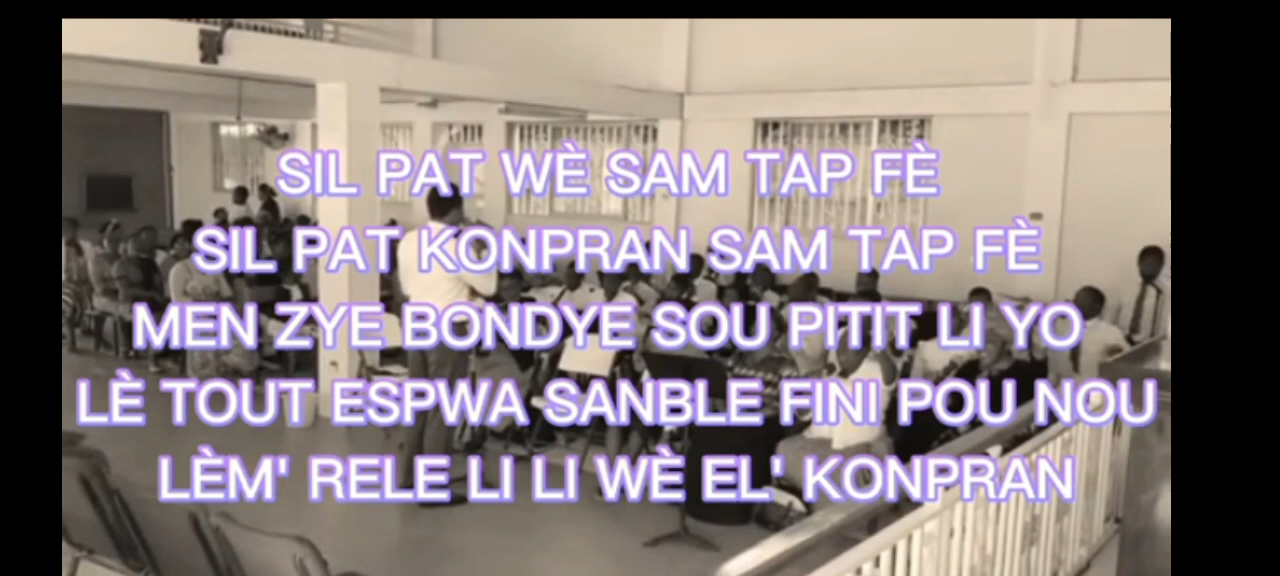 SIL PAT WÈ SAM TAP FÈ
SIL PAT KONPRAN SAM TAP FÈ
MEN ZYE BONDYE SOU PITIT LI YO
LÈ TOUT ESPWA SANBLE FINI POU NOU
LÈM' RELE LI LI WÈ EL' KONPRAN